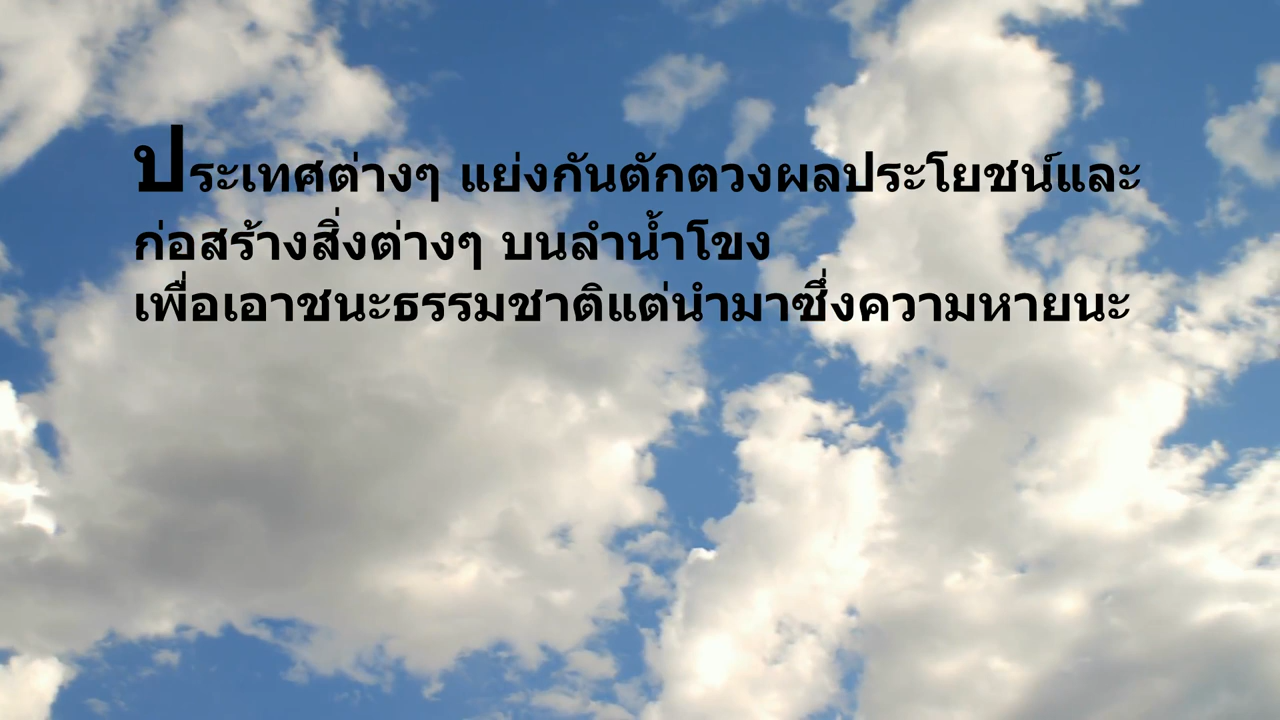 ประเทศต่างๆ แย่งกันตักตวงผลประโยชน์และ
ก่อสร้างสิ่งต่างๆ บนลำน้ำโขง
เพื่อเอาชนะธรรมชาติแต่นำมาซึ่งความหายนะ